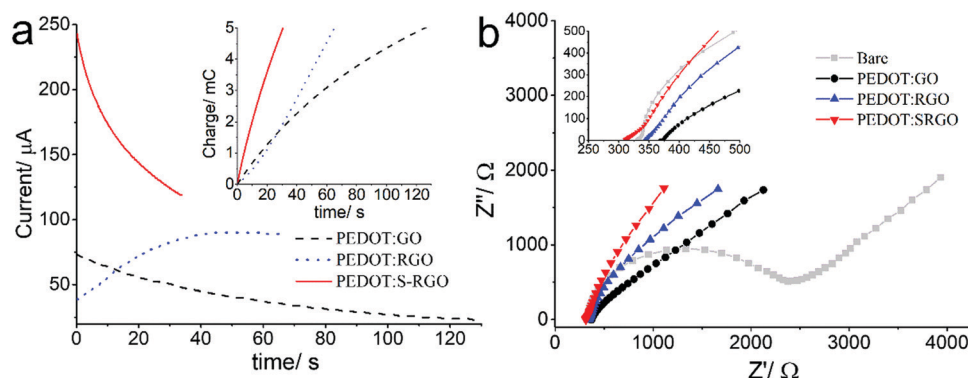 a
250
200
150
100
50
Current/ μA
0
20
40
60
80
100
120
time/ s
5
4
3
2
1
0
Charge/ mC
0 20 40 60 80 100 120
time/ s
PEDOT:GO
PEDOT:RGO
PEDOT:S-RGO
b
4000
3000
2000
1000
0
Z"/ Ω
0
1000
2000
3000
4000
Z'/ Ω
500
400
300
200
100
0
250 300 350 400 450 500
Bare
PEDOT:GO
PEDOT:RGO
PEDOT:SRGO